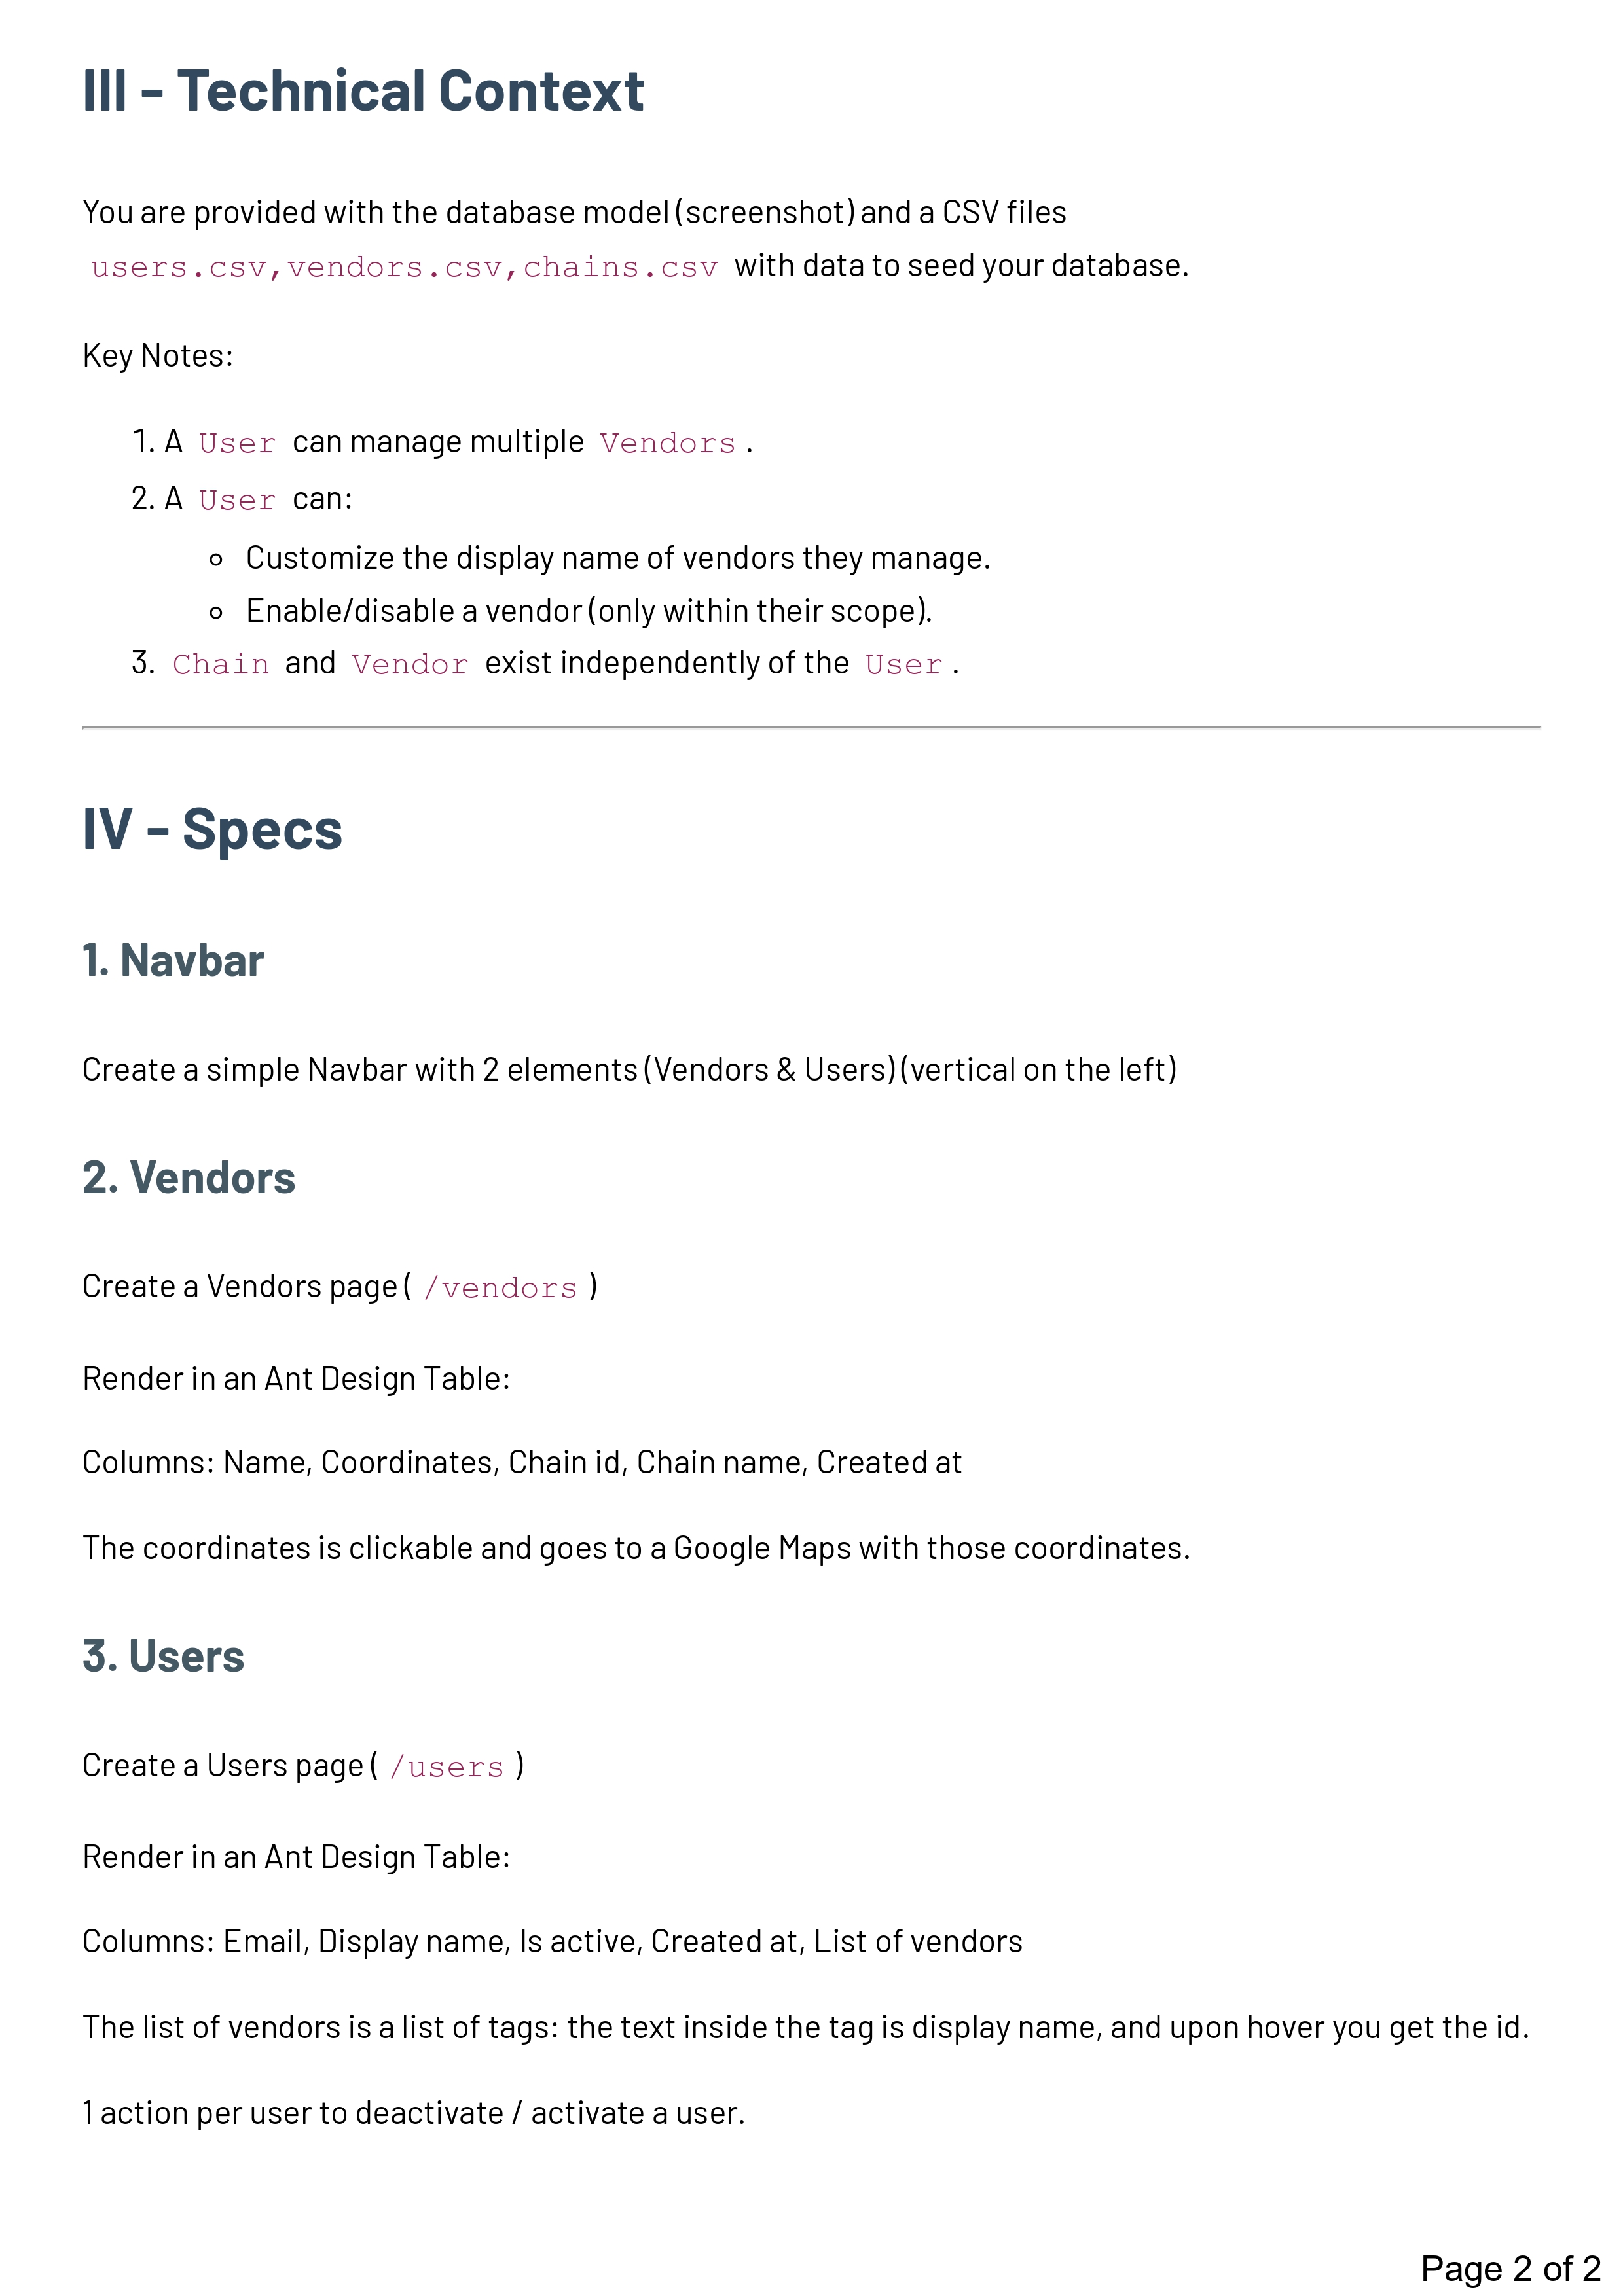 III - Technical Context
You are provided with the database model (screenshot) and a CSV files
users.csv,vendors.csv,chains.csv with data to seed your database.
Key Notes:
1. A User can manage multiple Vendors.
2. A User can:
Customize the display name of vendors they manage.
Enable/disable a vendor (only within their scope).
3. Chain and Vendor exist independently of the User.
IV - Specs
1. Navbar
Create a simple Navbar with 2 elements (Vendors & Users) (vertical on the left)
2. Vendors
Create a Vendors page ( /vendors )
Render in an Ant Design Table:
Columns: Name, Coordinates, Chain id, Chain name, Created at
The coordinates is clickable and goes to a Google Maps with those coordinates.
3. Users
Create a Users page ( /users )
Render in an Ant Design Table:
Columns: Email, Display name, Is active, Created at, List of vendors
The list of vendors is a list of tags: the text inside the tag is display name, and upon hover you get the id.
1 action per user to deactivate / activate a user.
Page 2 of 2